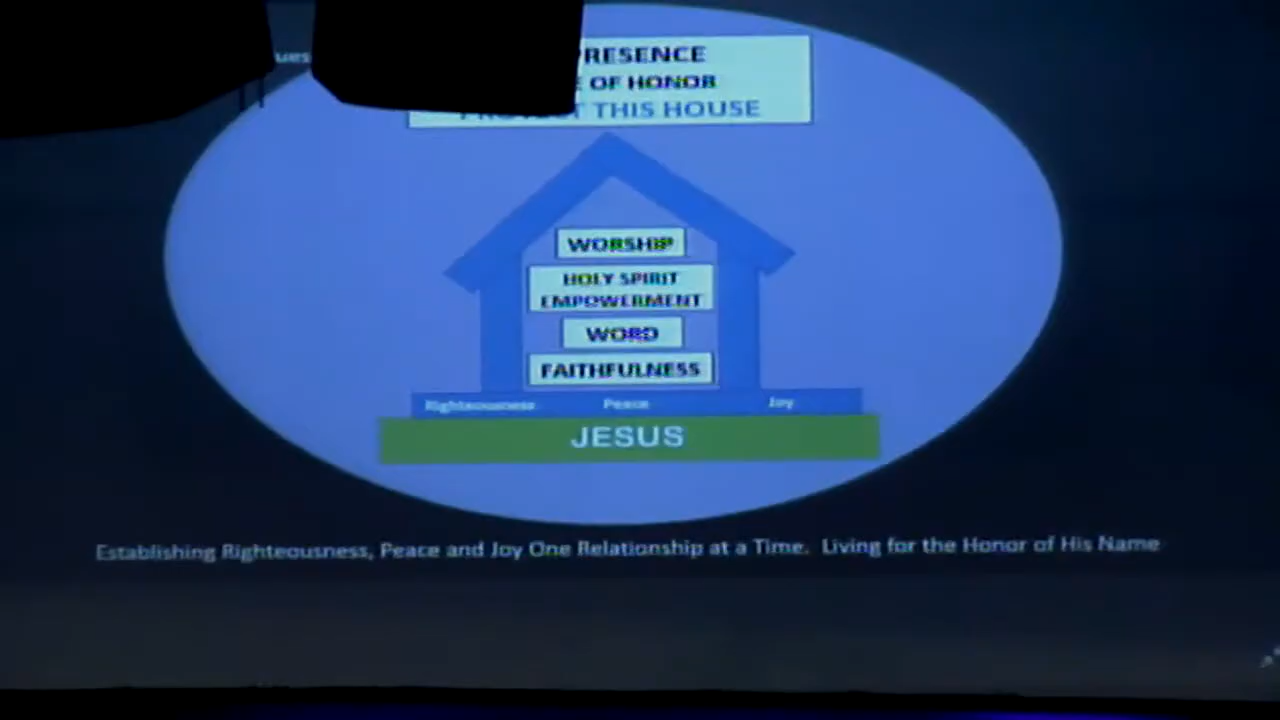 OF HONOR
THIS HOUSE
WORSHIP
HOLY SPIRIT
EMPOWERMENT
WORD
FAITHFULNESS
Righteousness Peace Joy
JESUS
Establishing Righteousness, Peace and Joy One Relationship at a Time. Living for the Honor of His Name